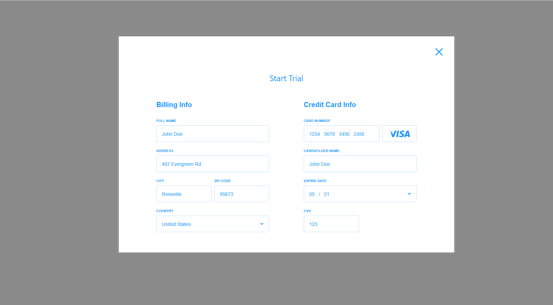 Start Trial
Billing Info
FULL NAME
John Doe
ADDRESS
497 Evergreen Rd.
CITY
ZIP CODE
Roseville
95673
COUNTRY
United States
Credit Card Info
CARD NUMBER
1234 5678 3456 2456
VISA
CARDHOLDER NAME
John Doe
EXPIRE DATE
05 / 21
CVV
123